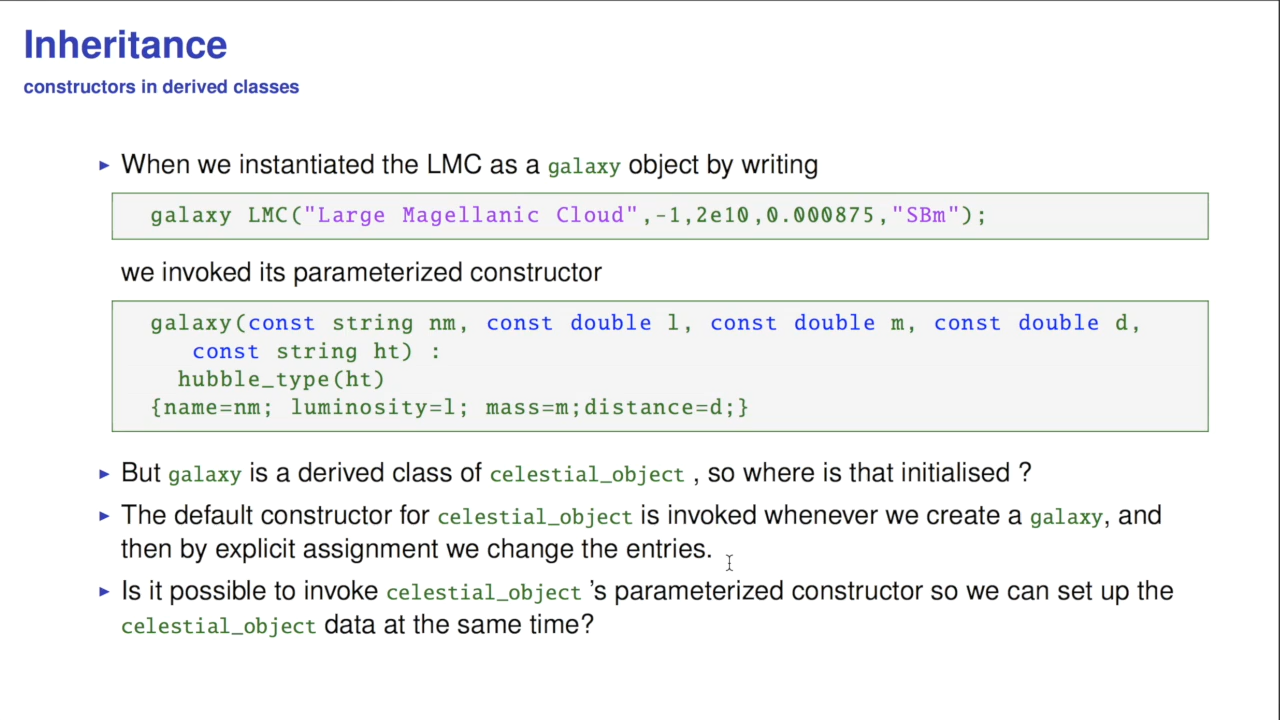 Inheritance
constructors in derived classes
When we instantiated the LMC as a galaxy object by writing
galaxy LMC("Large Magellanic Cloud",-1,2e10,0.000875,"SBm");
we invoked its parameterized constructor
galaxy(const string nm, const double l, const double m, const double d,
const string ht) :
hubble_type(ht)
{name=nm; luminosity=l; mass=m;distance=d;}
But galaxy is a derived class of celestial_object , so where is that initialised ?
The default constructor for celestial_object is invoked whenever we create a galaxy, and
then by explicit assignment we change the entries.
Is it possible to invoke celestial_object 's parameterized constructor so we can set up the
celestial_object data at the same time?